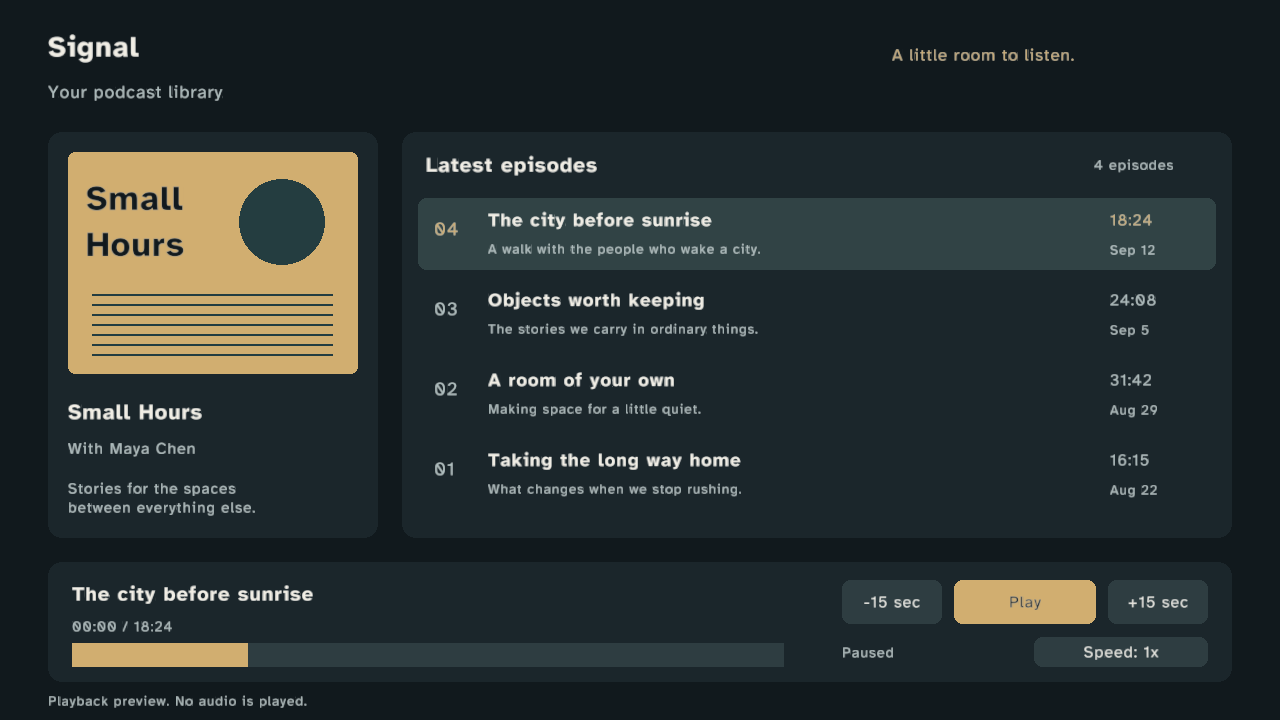 Signal
A little room to listen.
Your podcast library
Small
Hours
Small Hours
With Maya Chen
Stories for the spaces
between everything else.
Latest episodes
4 episodes
04
The city before sunrise
18:24
A walk with the people who wake a city.
Sep 12
03
Objects worth keeping
24:08
The stories we carry in ordinary things.
Sep 5
02
A room of your own
31:42
Making space for a little quiet.
Aug 29
01
Taking the long way home
16:15
What changes when we stop rushing.
Aug 22
The city before sunrise
00:00 / 18:24
-15 sec
Play
+15 sec
Paused
Speed: 1x
Playback preview. No audio is played.